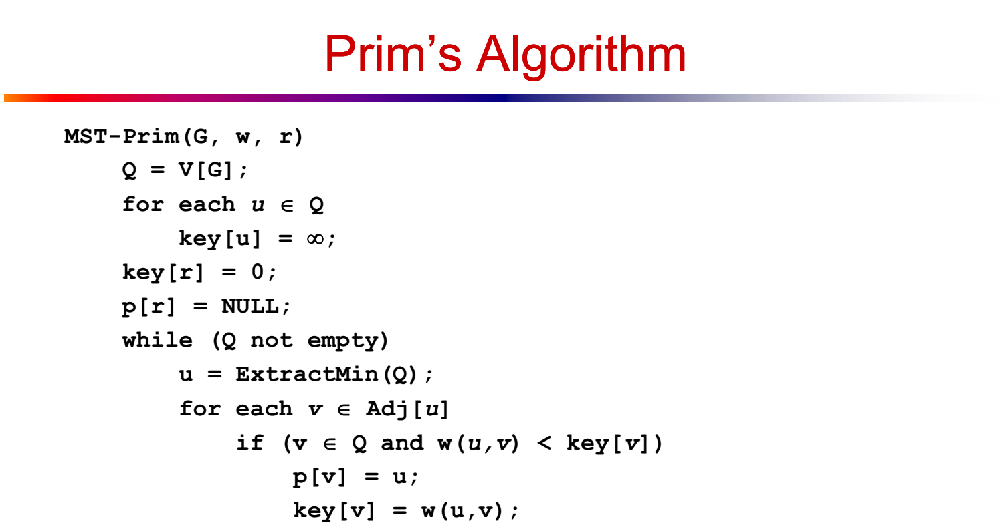 Prim’s Algorithm
MST-Prim(G, w, r)
Q = V[G];
for each u ∈ Q
key[u] = ∞;
key[r] = 0;
p[r] = NULL;
while (Q not empty)
u = ExtractMin(Q);
for each v ∈ Adj[u]
if (v ∈ Q and w(u,v) < key[v])
p[v] = u;
key[v] = w(u,v);